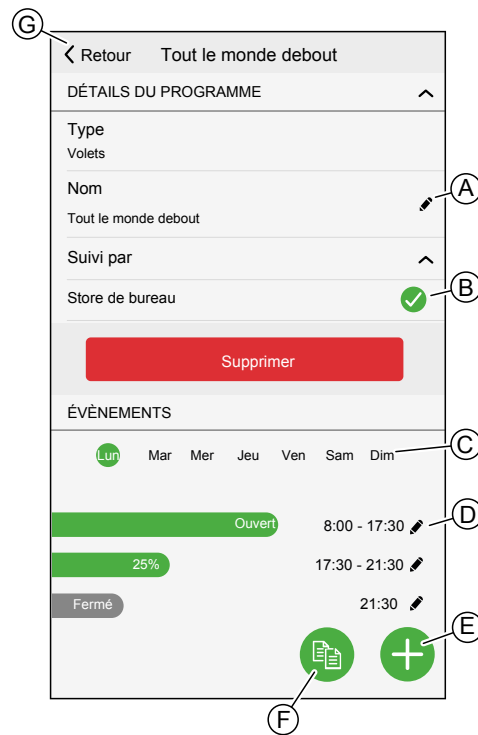 G
Retour Tout le monde debout
DÉTAILS DU PROGRAMME
Type
Volets
Nom
A
Tout le monde debout
Suivi par
B
Store de bureau
Supprimer
ÉVÈNEMENTS
Lun Mar Mer Jeu Ven Sam Dim C
D
Ouvert 8:00 - 17:30
25% 17:30 - 21:30
Fermé 21:30
E
F